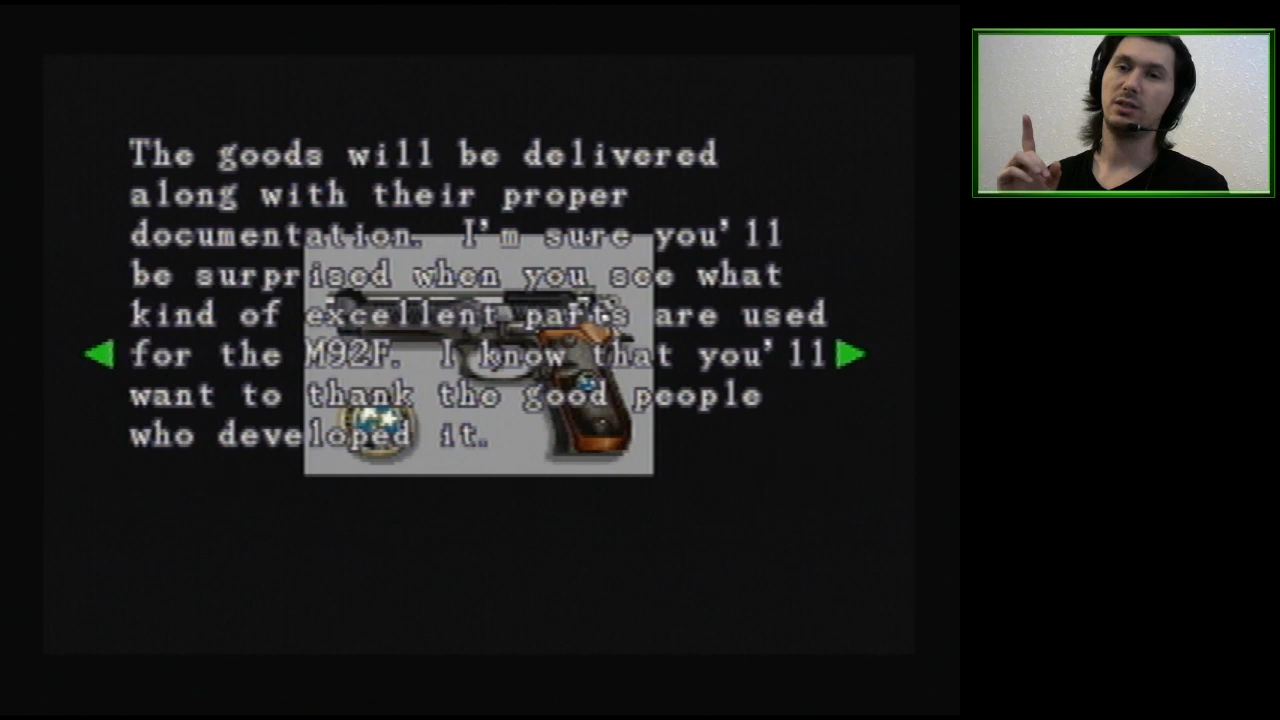 The goods will be delivered
along with their proper
documentation. I'm sure you'll
be surprised when you see what
kind of excellent parts are used
for the M92F. I know that you'll
want to thank the good people
who developed it.